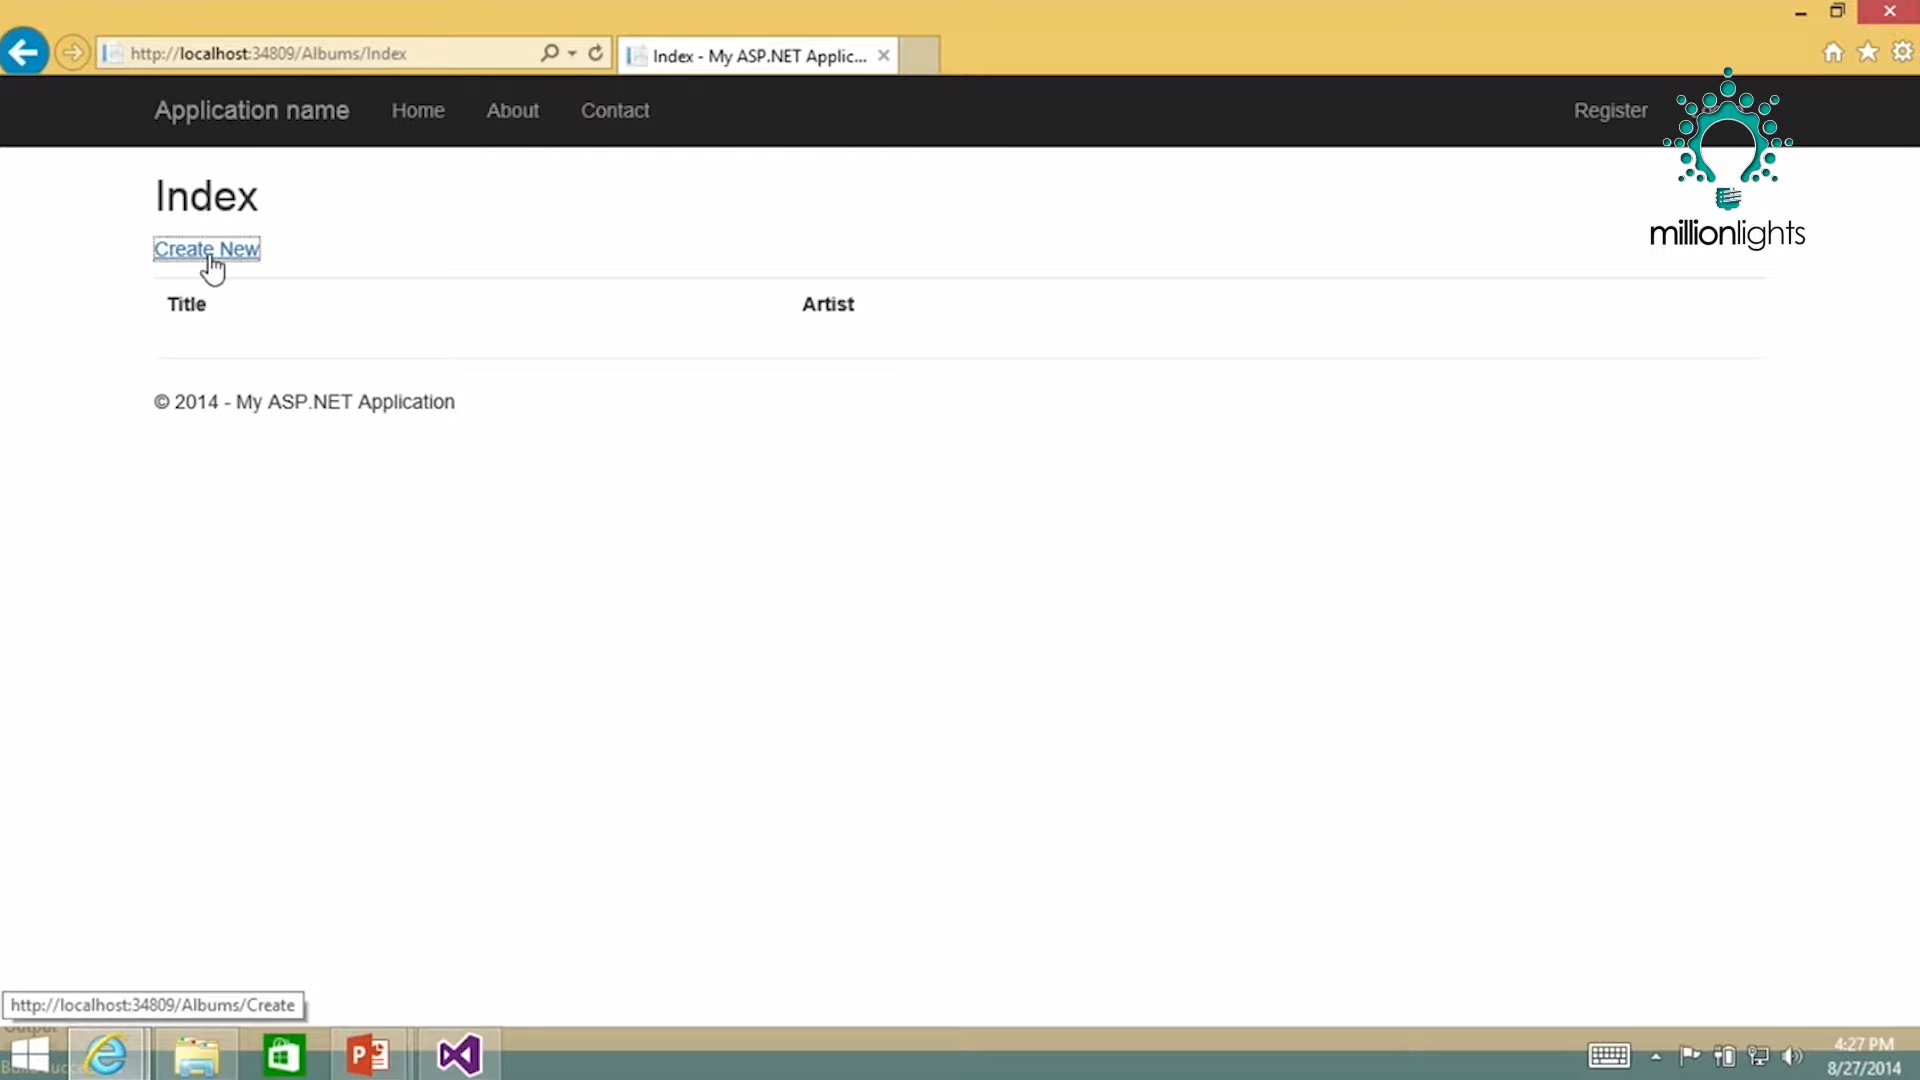 http://localhost:34809/Albums/Index
Index - My ASP.NET Applic...
Application name
Home
About
Contact
Register
millionlights
Index
Create New
Title
Artist
© 2014 - My ASP.NET Application
http://localhost:34809/Albums/Create
Output
4:27 PM
8/27/2014